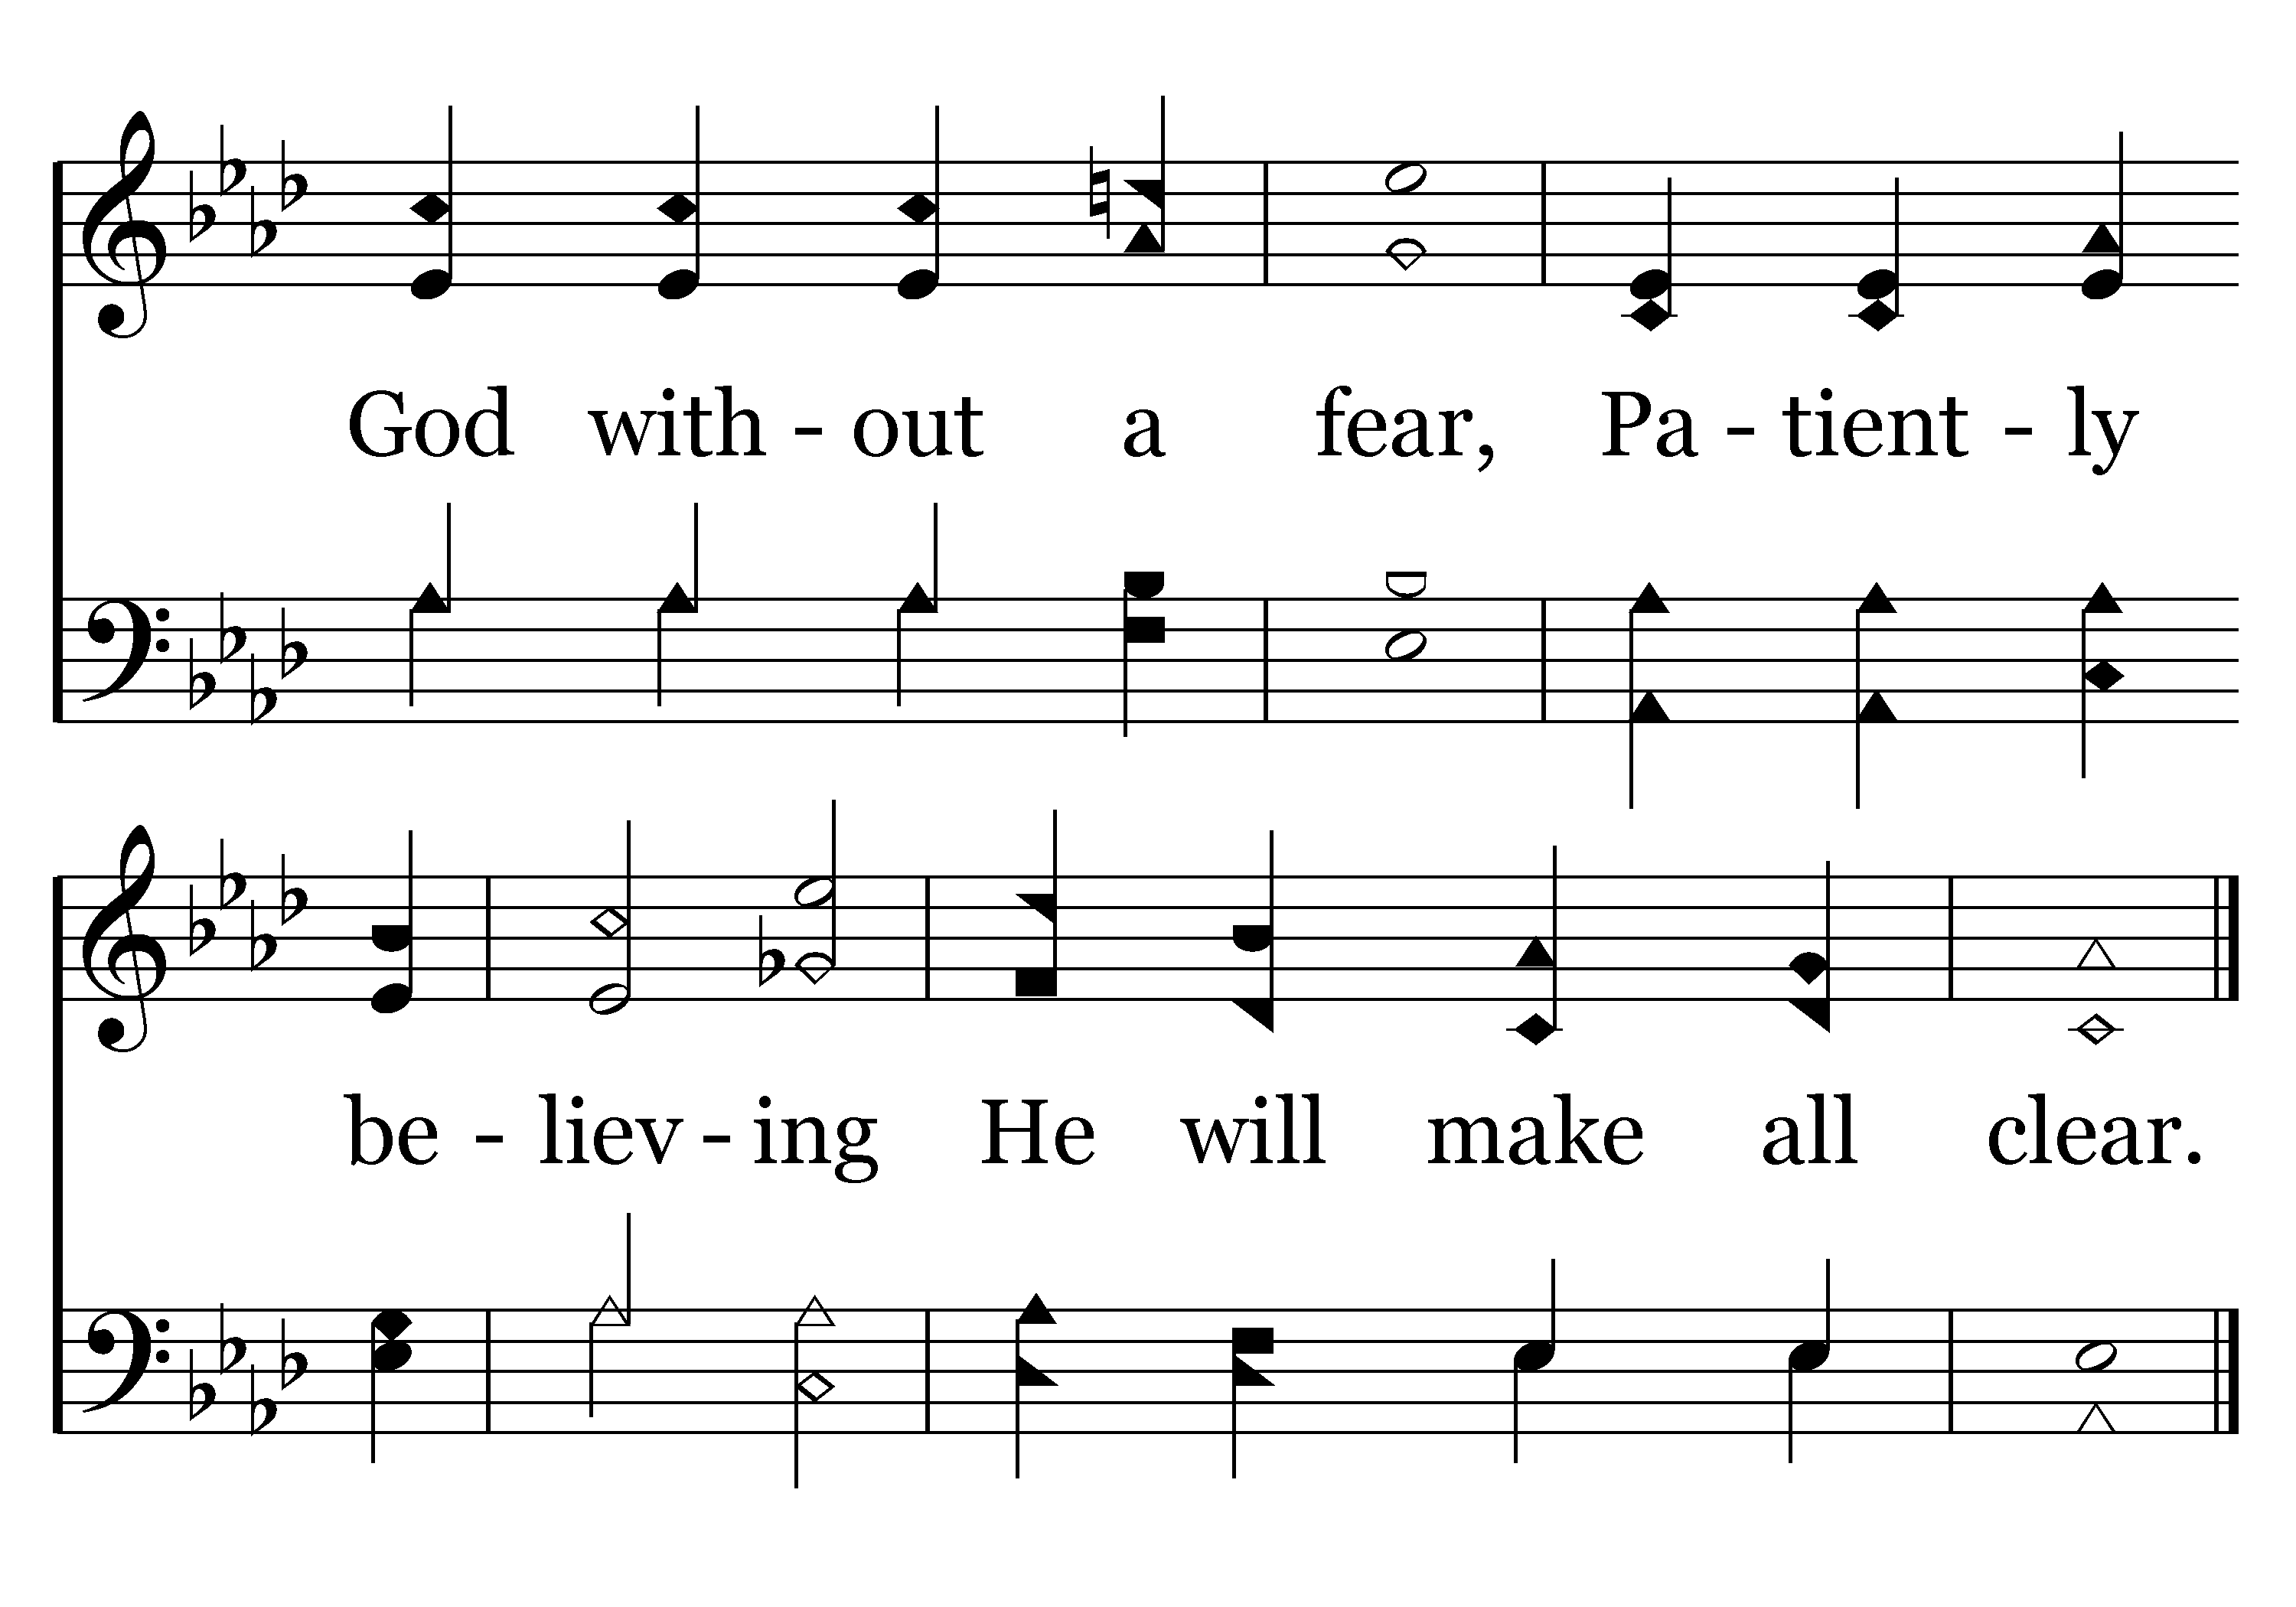 God with - out a fear, Pa - tient - ly
be - liev - ing He will make all clear.